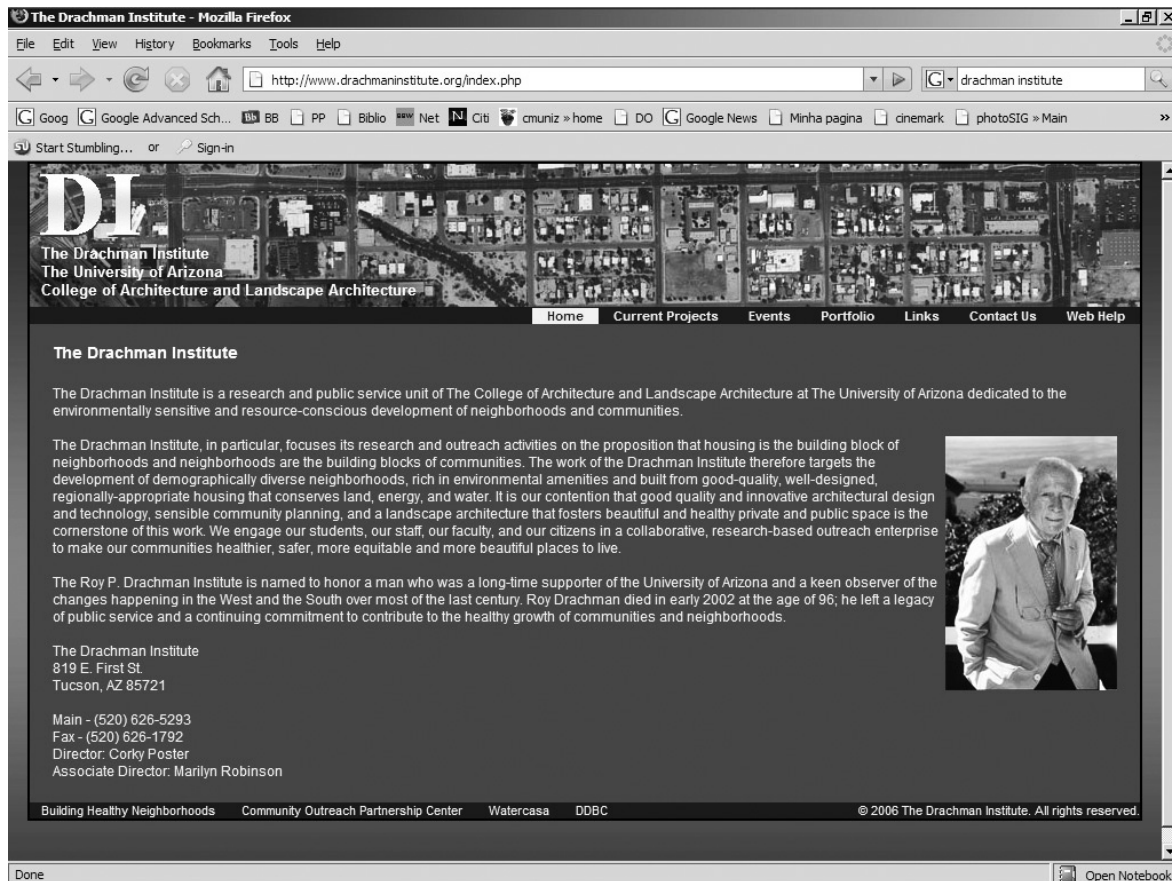 The Drachman Institute - Mozilla Firefox
File Edit View History Bookmarks Tools Help
http://www.drachmaninstitute.org/index.php
G drachman institute
G Goog G Google Advanced Sch... Bb BB PP Biblio Net N Citi cmuniz » home DO G Google News Minha pagina cinemark photoSIG » Main »
Start Stumbling... or Sign-in
DI
The Drachman Institute
The University of Arizona
College of Architecture and Landscape Architecture
Home Current Projects Events Portfolio Links Contact Us Web Help
The Drachman Institute
The Drachman Institute is a research and public service unit of The College of Architecture and Landscape Architecture at The University of Arizona dedicated to the
environmentally sensitive and resource-conscious development of neighborhoods and communities.
The Drachman Institute, in particular, focuses its research and outreach activities on the proposition that housing is the building block of
neighborhoods and neighborhoods are the building blocks of communities. The work of the Drachman Institute therefore targets the
development of demographically diverse neighborhoods, rich in environmental amenities and built from good-quality, well-designed,
regionally-appropriate housing that conserves land, energy, and water. It is our contention that good quality and innovative architectural design
and technology, sensible community planning, and a landscape architecture that fosters beautiful and healthy private and public space is the
cornerstone of this work. We engage our students, our staff, our faculty, and our citizens in a collaborative, research-based outreach enterprise
to make our communities healthier, safer, more equitable and more beautiful places to live.
The Roy P. Drachman Institute is named to honor a man who was a long-time supporter of the University of Arizona and a keen observer of the
changes happening in the West and the South over most of the last century. Roy Drachman died in early 2002 at the age of 96; he left a legacy
of public service and a continuing commitment to contribute to the healthy growth of communities and neighborhoods.
The Drachman Institute
819 E. First St.
Tucson, AZ 85721
Main - (520) 626-5293
Fax - (520) 626-1792
Director: Corky Poster
Associate Director: Marilyn Robinson
Building Healthy Neighborhoods Community Outreach Partnership Center Watercasa DDBC © 2006 The Drachman Institute. All rights reserved.
Done Open Notebook